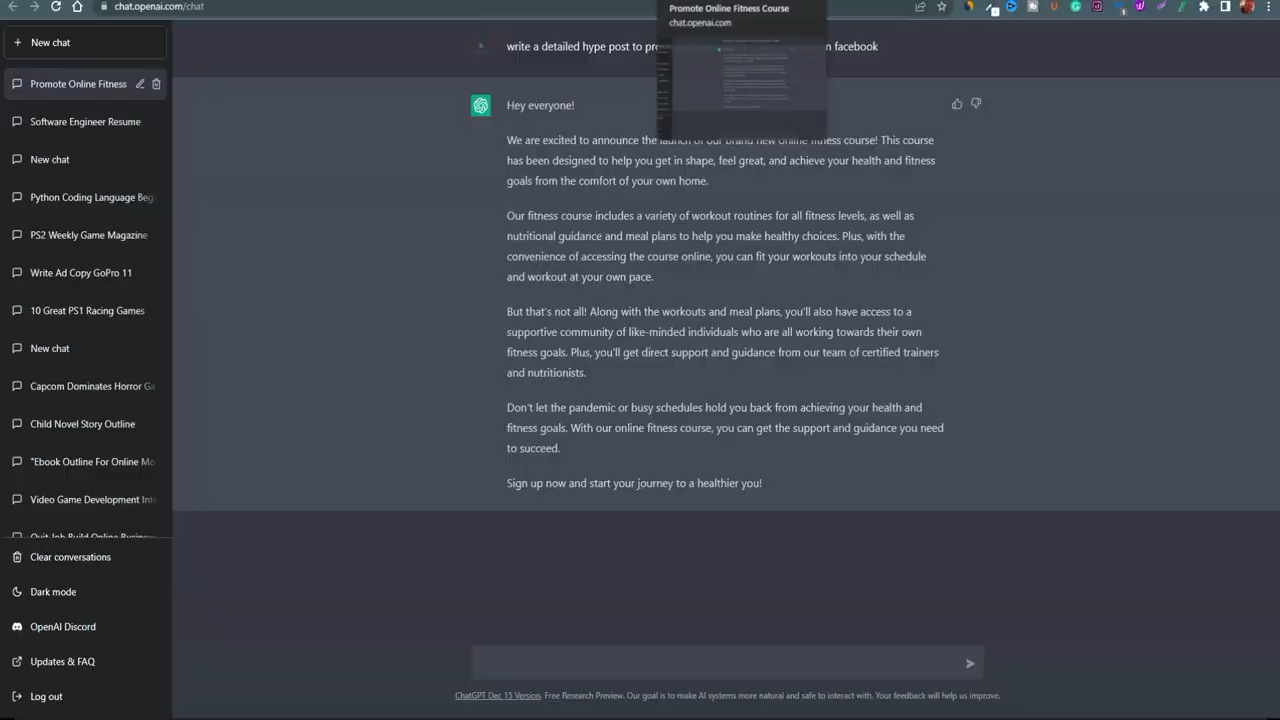 Promote Online Fitness Course
chat.openai.com
chat.openai.com/chat
New chat
Promote Online Fitness
Software Engineer Resume
New chat
Python Coding Language Beg
PS2 Weekly Game Magazine
Write Ad Copy GoPro 11
10 Great PS1 Racing Games
New chat
Capcom Dominates Horror Ga
Child Novel Story Outline
"Ebook Outline For Online Mo
Video Game Development Inte
Quit Job Build Online Busines
Clear conversations
Dark mode
OpenAI Discord
Updates & FAQ
Log out
write a detailed hype post to n facebook
Hey everyone!
We are excited to announce the launch of our brand new online fitness course! This course
has been designed to help you get in shape, feel great, and achieve your health and fitness
goals from the comfort of your own home.
Our fitness course includes a variety of workout routines for all fitness levels, as well as
nutritional guidance and meal plans to help you make healthy choices. Plus, with the
convenience of accessing the course online, you can fit your workouts into your schedule
and workout at your own pace.
But that's not all! Along with the workouts and meal plans, you'll also have access to a
supportive community of like-minded individuals who are all working towards their own
fitness goals. Plus, you'll get direct support and guidance from our team of certified trainers
and nutritionists.
Don't let the pandemic or busy schedules hold you back from achieving your health and
fitness goals. With our online fitness course, you can get the support and guidance you need
to succeed.
Sign up now and start your journey to a healthier you!
ChatGPT Dec 15 Version. Free Research Preview. Our goal is to make AI systems more natural and safe to interact with. Your feedback will help us improve.